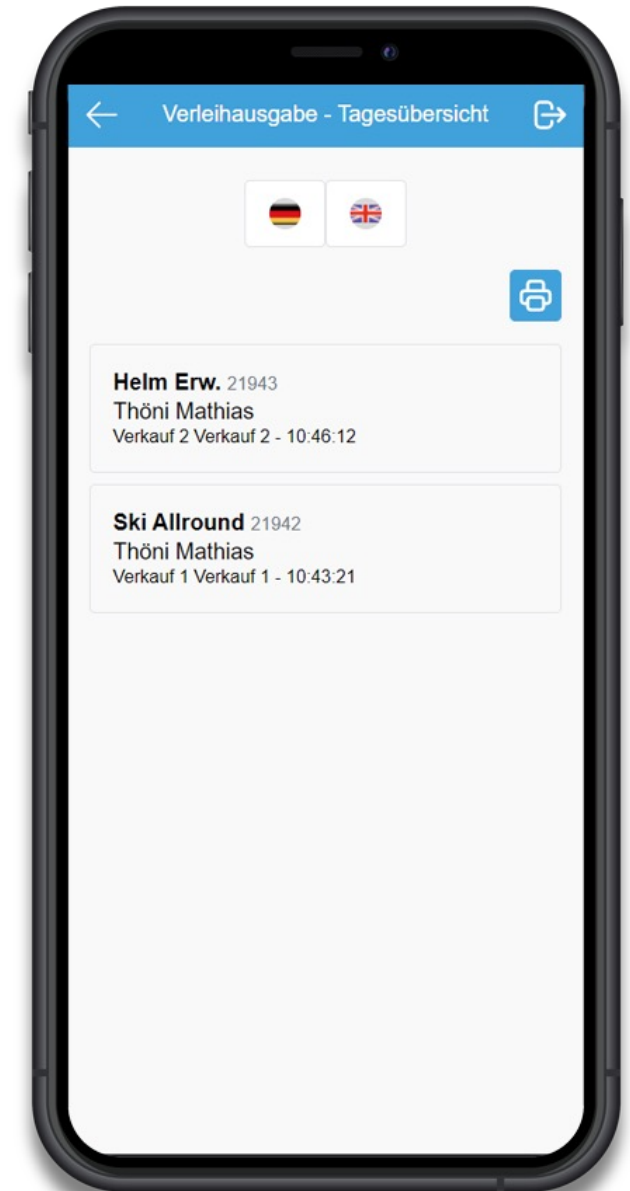 Verleihausgabe - Tagesübersicht
Helm Erw. 21943
Thöni Mathias
Verkauf 2 Verkauf 2 - 10:46:12
Ski Allround 21942
Thöni Mathias
Verkauf 1 Verkauf 1 - 10:43:21